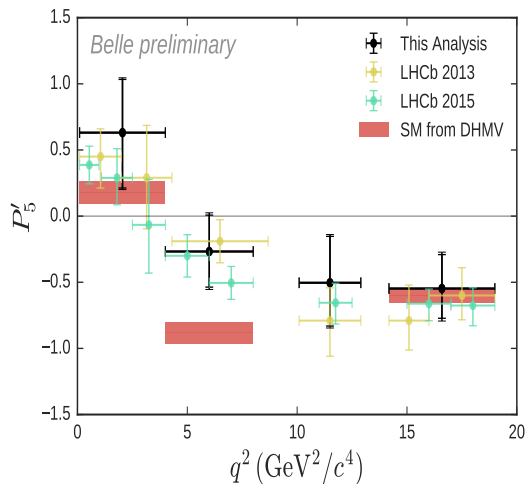 Belle preliminary
This Analysis
LHCb 2013
LHCb 2015
SM from DHMV
P′5
1.5
1.0
0.5
0.0
−0.5
−1.0
−1.5
0 5 10 15 20
q² (GeV²/c⁴)